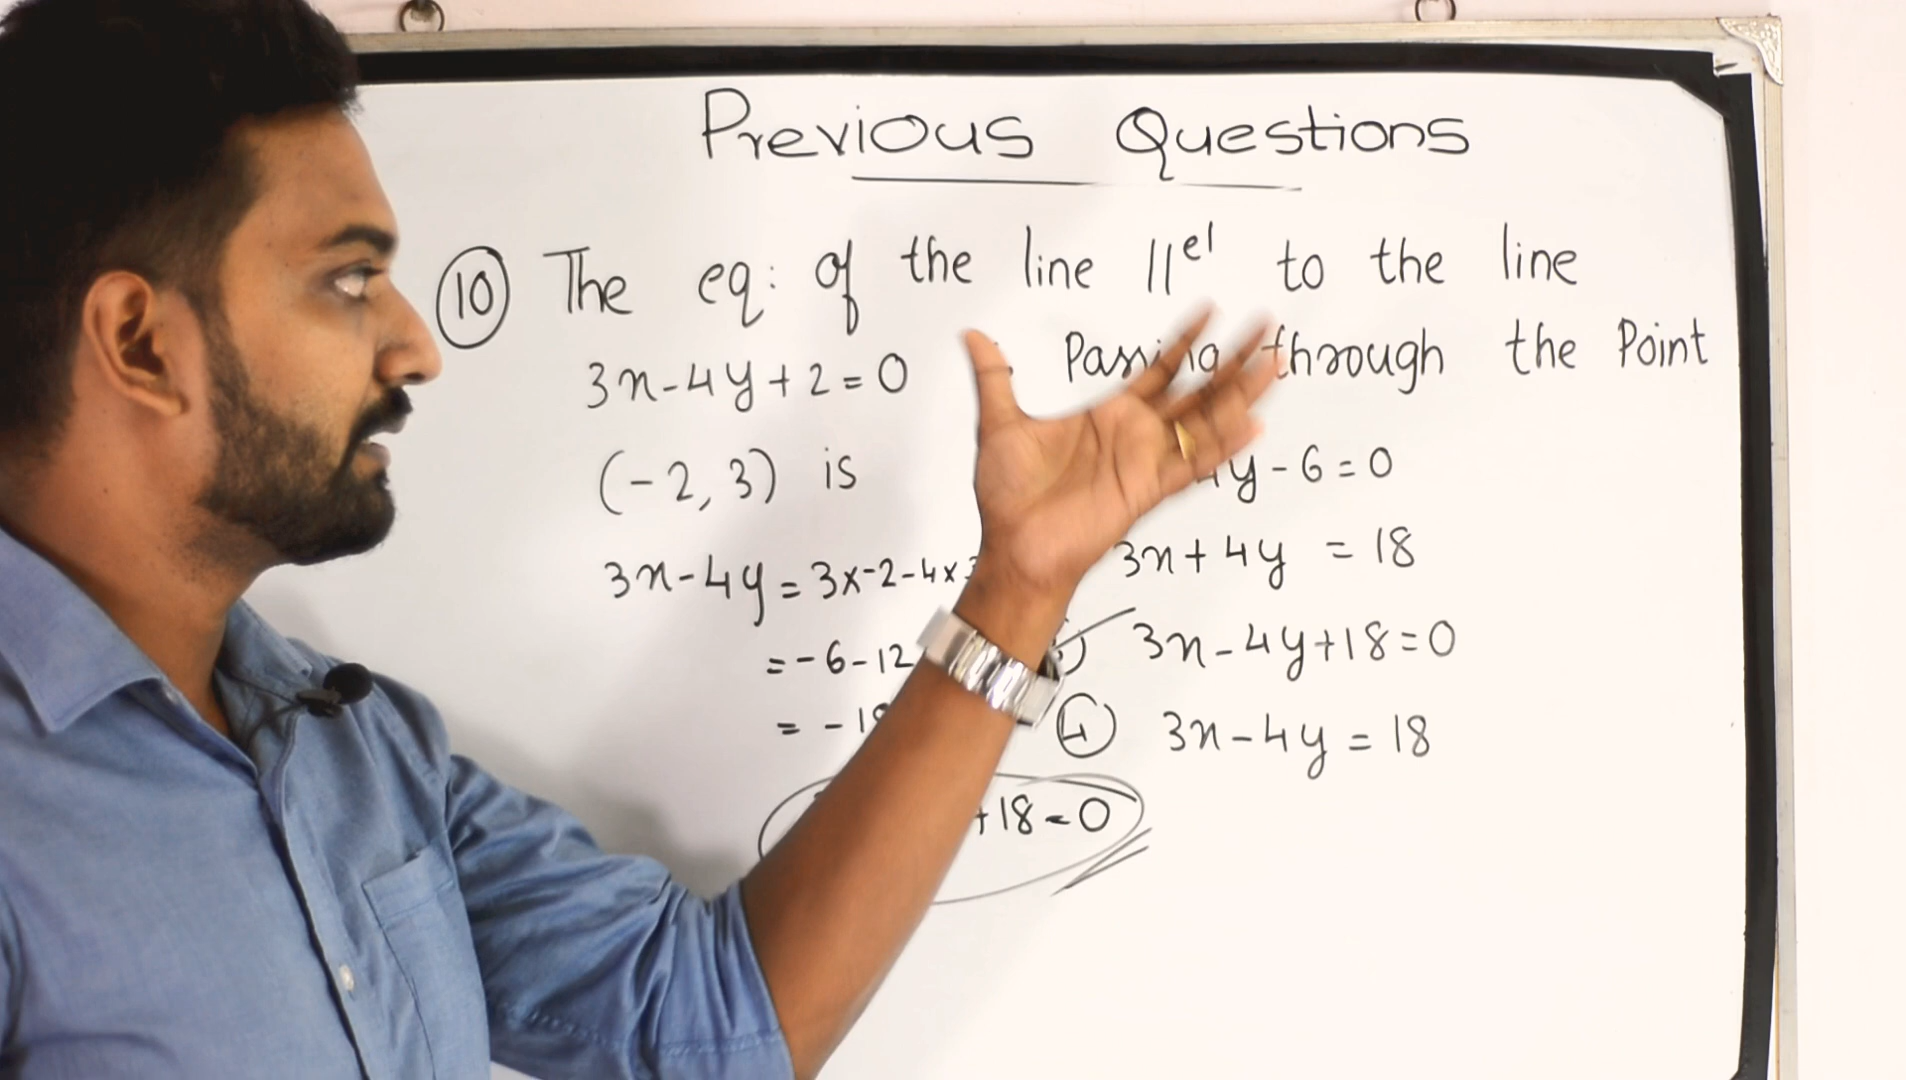 Previous Questions
10 The eq: of the line ||el to the line
3x-4y+2=0 Passing through the Point
(-2, 3) is
y-6=0
3x-4y = 3x-2-4x
3x+4y = 18
= -6-12
3x-4y+18=0
= -18
4 3x-4y = 18
+18=0